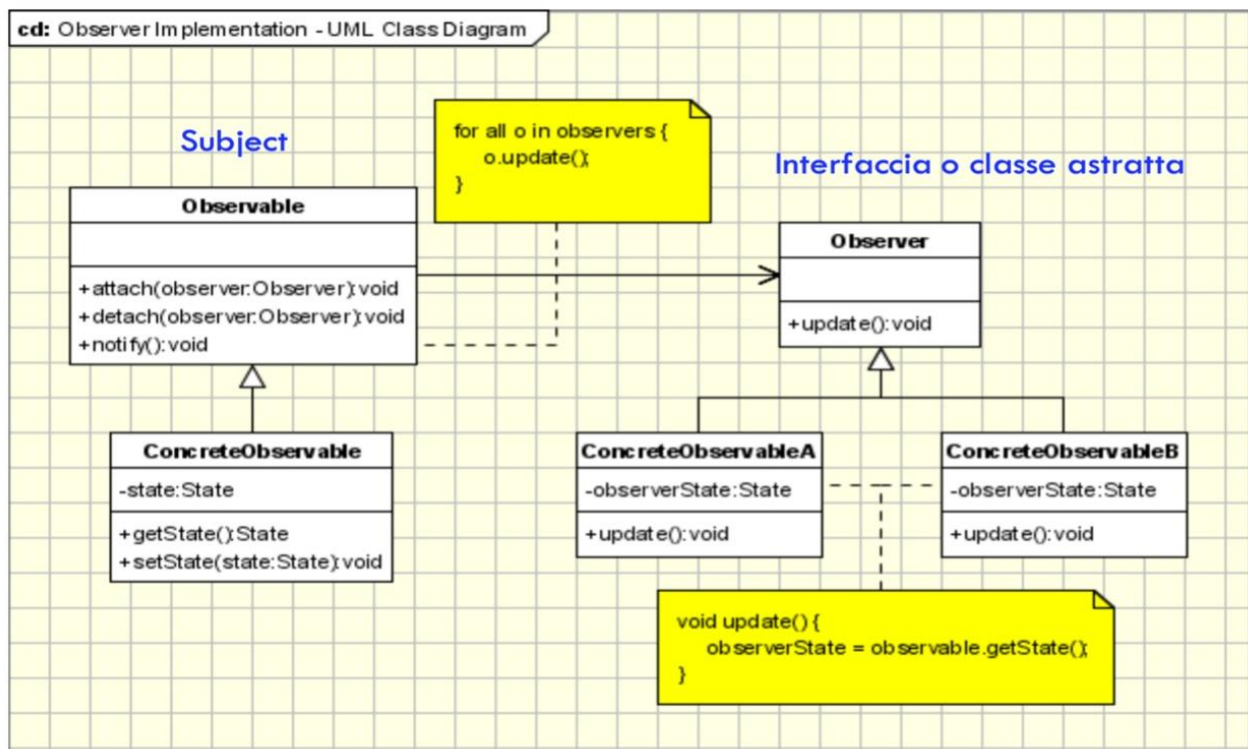 cd: Observer Implementation - UML Class Diagram
Subject
for all o in observers {
o.update();
}
Interfaccia o classe astratta
Observable
+attach(observer:Observer):void
+detach(observer:Observer):void
+notify():void
Observer
+update():void
ConcreteObservable
-state:State
+getState():State
+setState(state:State):void
ConcreteObservableA
-observerState:State
+update():void
ConcreteObservableB
-observerState:State
+update():void
void update() {
observerState = observable.getState();
}